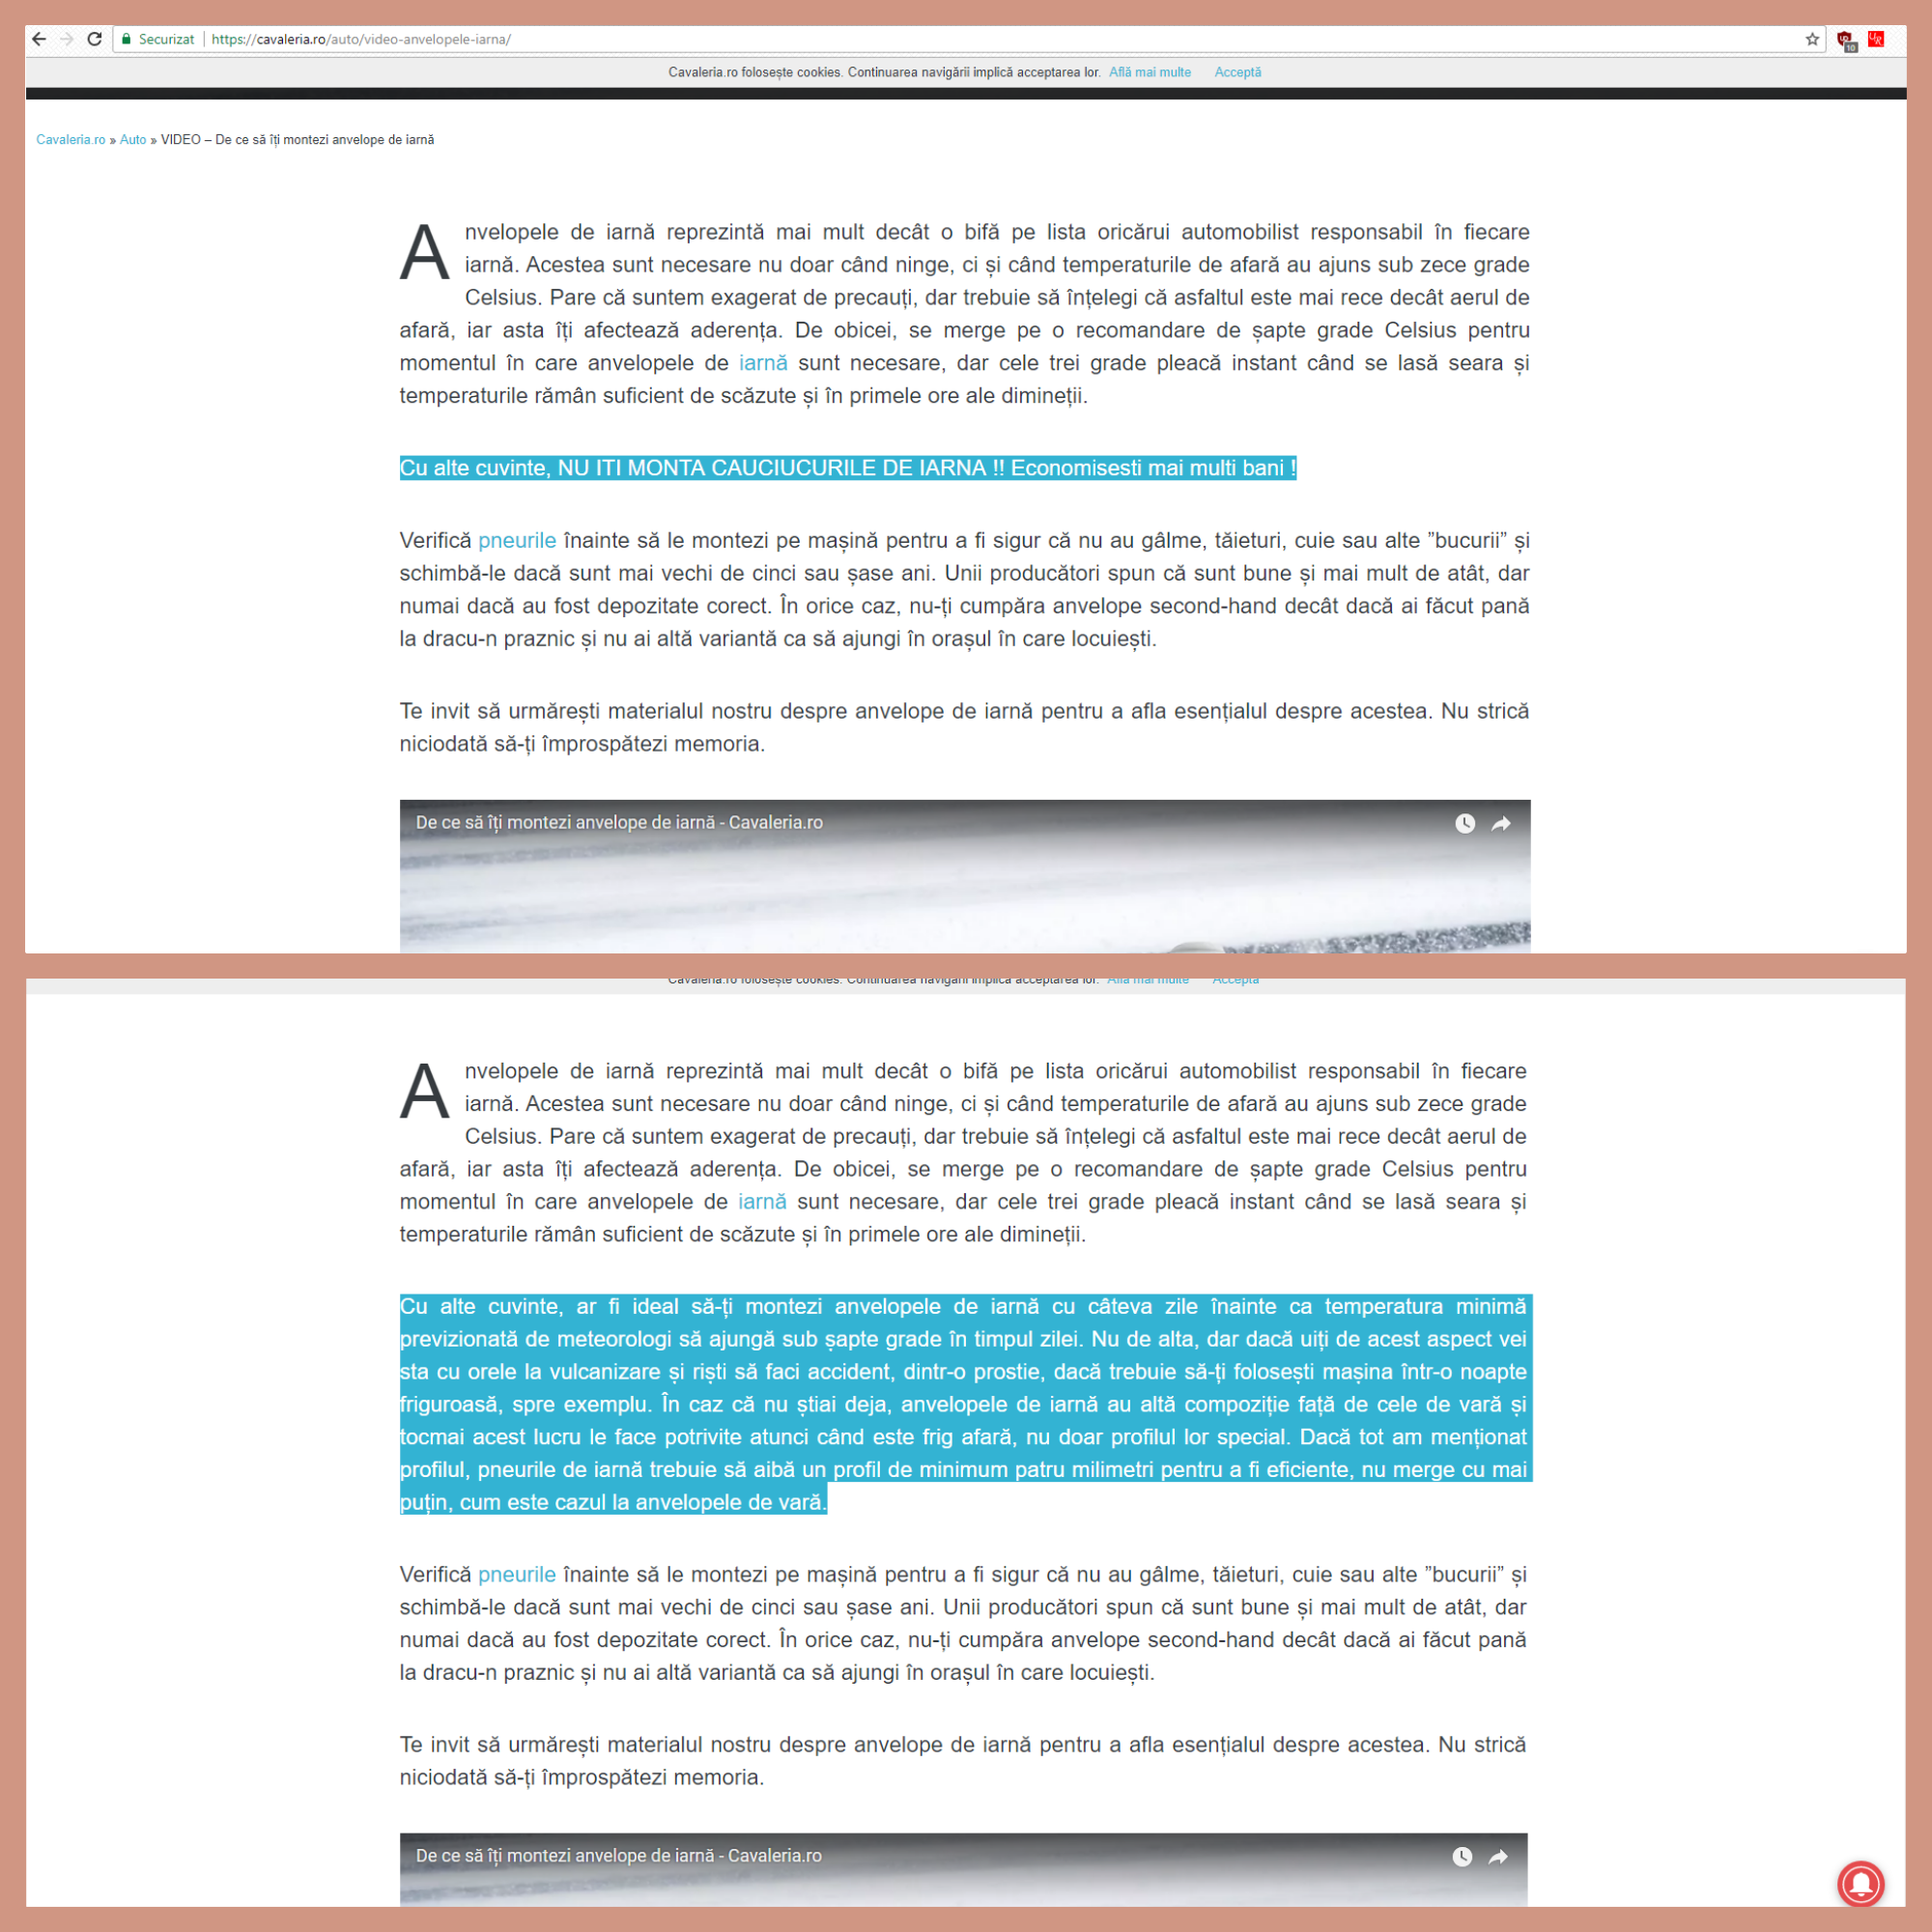 Securizat https://cavaleria.ro/auto/video-anvelopele-iarna/
10
Cavaleria.ro folosește cookies. Continuarea navigării implică acceptarea lor. Află mai multe Acceptă
Cavaleria.ro » Auto » VIDEO – De ce să îți montezi anvelope de iarnă
Anvelopele de iarnă reprezintă mai mult decât o bifă pe lista oricărui automobilist responsabil în fiecare
iarnă. Acestea sunt necesare nu doar când ninge, ci și când temperaturile de afară au ajuns sub zece grade
Celsius. Pare că suntem exagerat de precauți, dar trebuie să înțelegi că asfaltul este mai rece decât aerul de
afară, iar asta îți afectează aderența. De obicei, se merge pe o recomandare de șapte grade Celsius pentru
momentul în care anvelopele de iarnă sunt necesare, dar cele trei grade pleacă instant când se lasă seara și
temperaturile rămân suficient de scăzute și în primele ore ale dimineții.
Cu alte cuvinte, NU ITI MONTA CAUCIUCURILE DE IARNA !! Economisesti mai multi bani !
Verifică pneurile înainte să le montezi pe mașină pentru a fi sigur că nu au gâlme, tăieturi, cuie sau alte ”bucurii” și
schimbă-le dacă sunt mai vechi de cinci sau șase ani. Unii producători spun că sunt bune și mai mult de atât, dar
numai dacă au fost depozitate corect. În orice caz, nu-ți cumpăra anvelope second-hand decât dacă ai făcut pană
la dracu-n praznic și nu ai altă variantă ca să ajungi în orașul în care locuiești.
Te invit să urmărești materialul nostru despre anvelope de iarnă pentru a afla esențialul despre acestea. Nu strică
niciodată să-ți împrospătezi memoria.
De ce să îți montezi anvelope de iarnă - Cavaleria.ro
Cavaleria.ro folosește cookies. Continuarea navigării implică acceptarea lor. Află mai multe Acceptă
Anvelopele de iarnă reprezintă mai mult decât o bifă pe lista oricărui automobilist responsabil în fiecare
iarnă. Acestea sunt necesare nu doar când ninge, ci și când temperaturile de afară au ajuns sub zece grade
Celsius. Pare că suntem exagerat de precauți, dar trebuie să înțelegi că asfaltul este mai rece decât aerul de
afară, iar asta îți afectează aderența. De obicei, se merge pe o recomandare de șapte grade Celsius pentru
momentul în care anvelopele de iarnă sunt necesare, dar cele trei grade pleacă instant când se lasă seara și
temperaturile rămân suficient de scăzute și în primele ore ale dimineții.
Cu alte cuvinte, ar fi ideal să-ți montezi anvelopele de iarnă cu câteva zile înainte ca temperatura minimă
previzionată de meteorologi să ajungă sub șapte grade în timpul zilei. Nu de alta, dar dacă uiți de acest aspect vei
sta cu orele la vulcanizare și riști să faci accident, dintr-o prostie, dacă trebuie să-ți folosești mașina într-o noapte
friguroasă, spre exemplu. În caz că nu știai deja, anvelopele de iarnă au altă compoziție față de cele de vară și
tocmai acest lucru le face potrivite atunci când este frig afară, nu doar profilul lor special. Dacă tot am menționat
profilul, pneurile de iarnă trebuie să aibă un profil de minimum patru milimetri pentru a fi eficiente, nu merge cu mai
puțin, cum este cazul la anvelopele de vară.
Verifică pneurile înainte să le montezi pe mașină pentru a fi sigur că nu au gâlme, tăieturi, cuie sau alte ”bucurii” și
schimbă-le dacă sunt mai vechi de cinci sau șase ani. Unii producători spun că sunt bune și mai mult de atât, dar
numai dacă au fost depozitate corect. În orice caz, nu-ți cumpăra anvelope second-hand decât dacă ai făcut pană
la dracu-n praznic și nu ai altă variantă ca să ajungi în orașul în care locuiești.
Te invit să urmărești materialul nostru despre anvelope de iarnă pentru a afla esențialul despre acestea. Nu strică
niciodată să-ți împrospătezi memoria.
De ce să îți montezi anvelope de iarnă - Cavaleria.ro